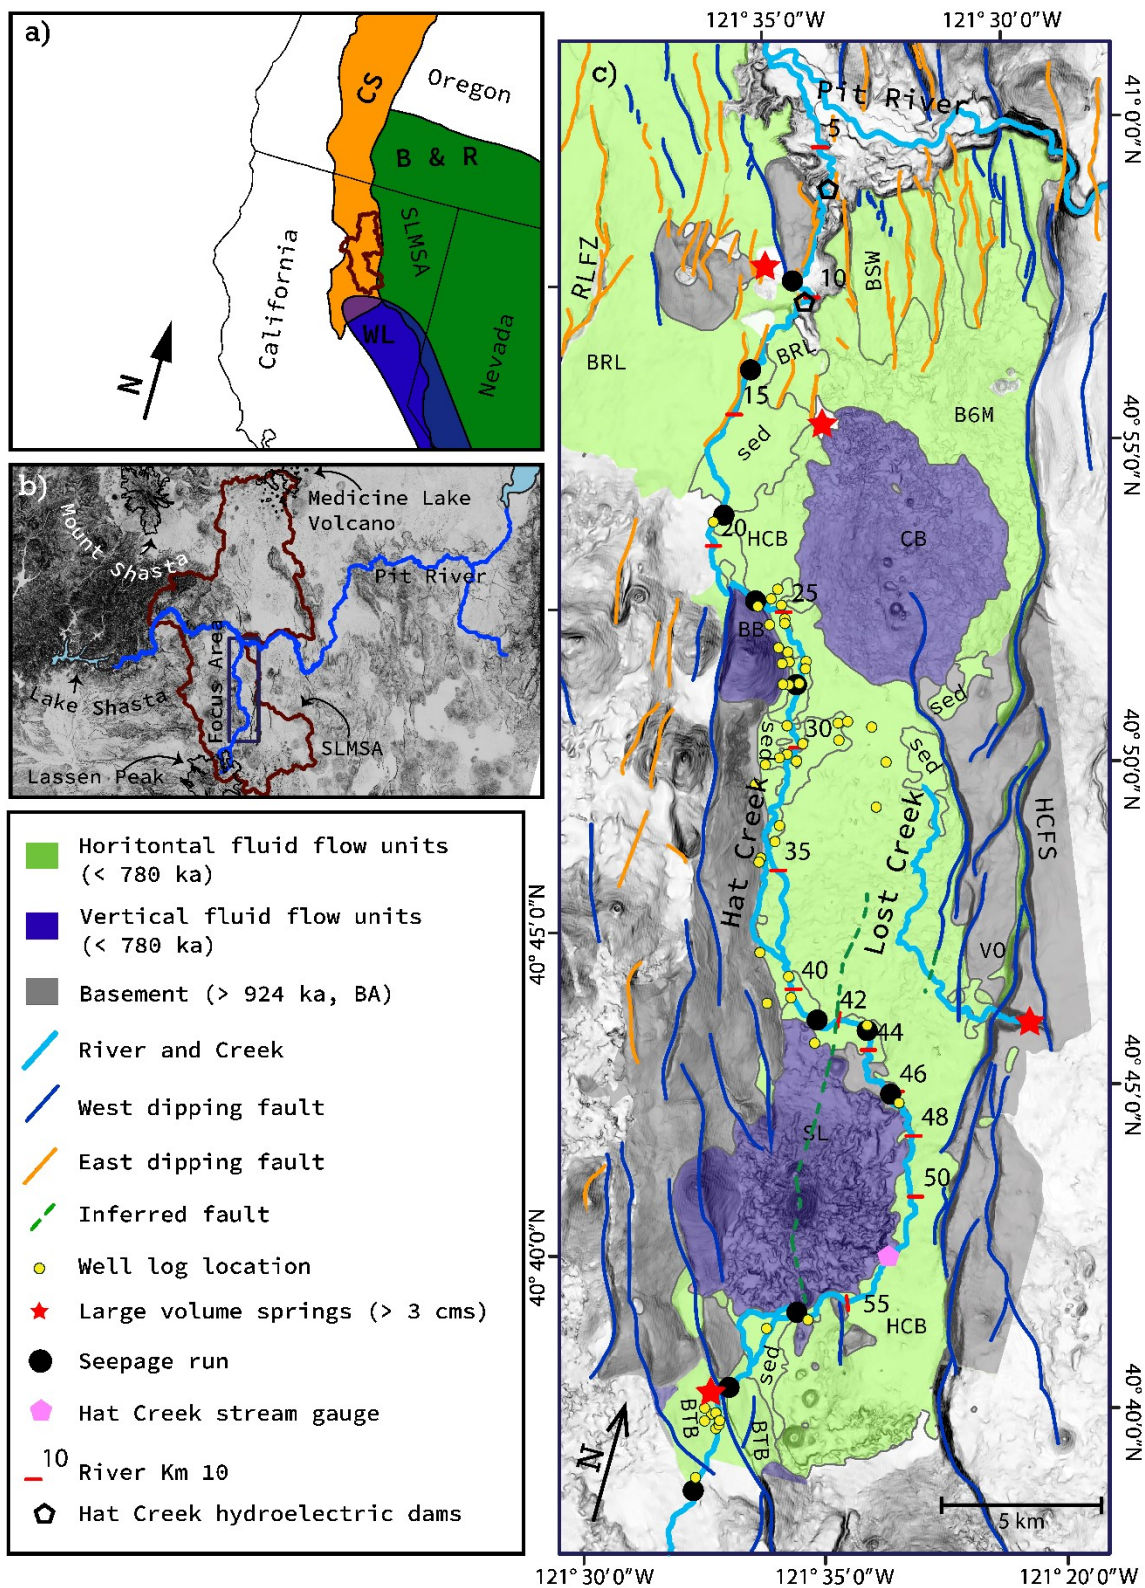 a)
CS
Oregon
B & R
SLMSA
California
WL
Nevada
N
b)
Mount Shasta
Medicine Lake
Volcano
Pit River
Focus Area
Lake Shasta
SLMSA
Lassen Peak
Horitontal fluid flow units
(< 780 ka)
Vertical fluid flow units
(< 780 ka)
Basement (> 924 ka, BA)
River and Creek
West dipping fault
East dipping fault
Inferred fault
Well log location
Large volume springs (> 3 cms)
Seepage run
Hat Creek stream gauge
10
River Km 10
Hat Creek hydroelectric dams
121° 35′ 0″W
121° 30′ 0″W
c)
Pit River
5
41° 0′0″N
RLFZ
BSW
10
BRL
BRL
15
B6M
sed
40° 55′0″N
20
HCB
CB
25
BB
sed
sed
30
sed
40° 50′0″N
Hat Creek
Lost Creek
HCFS
35
40° 45′0″N
VO
40
42
44
46
40° 45′0″N
48
SL
50
40° 40′0″N
55
HCB
sed
BTB
BTB
40° 40′0″N
N
5 km
121° 30′ 0″W
121° 35′ 0″W
121° 20′ 0″W